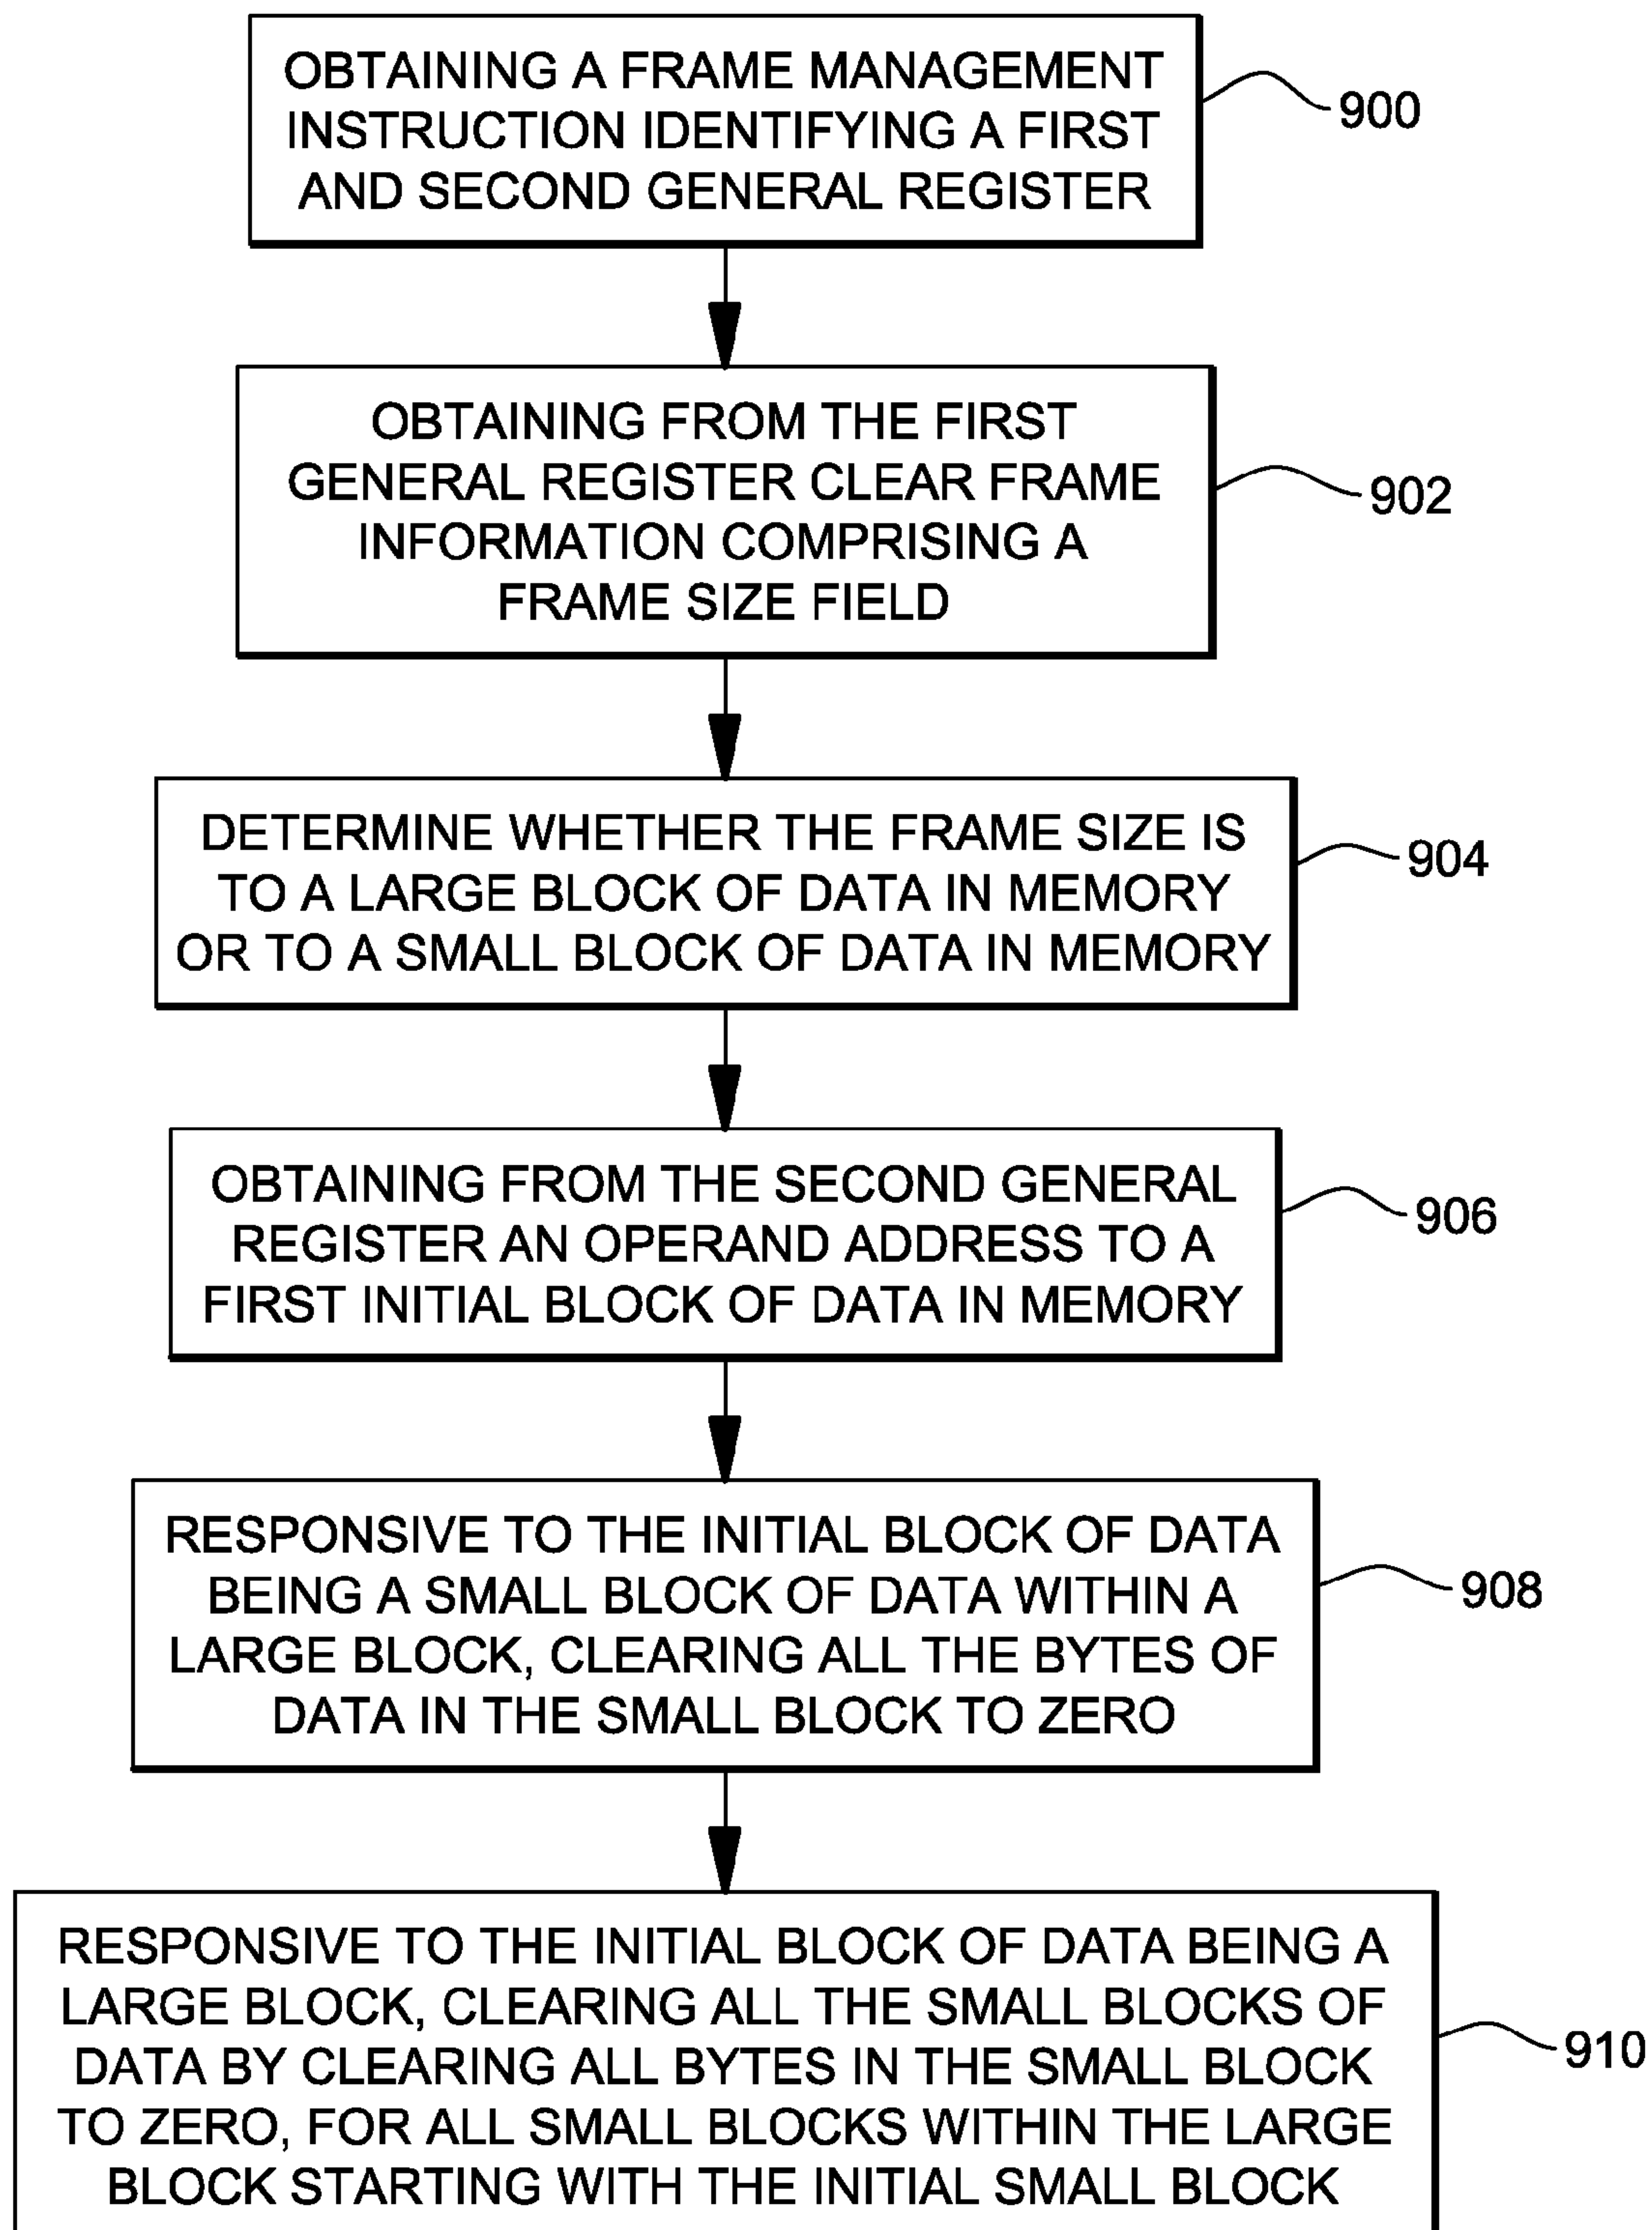 OBTAINING A FRAME MANAGEMENT
INSTRUCTION IDENTIFYING A FIRST
AND SECOND GENERAL REGISTER
900
OBTAINING FROM THE FIRST
GENERAL REGISTER CLEAR FRAME
INFORMATION COMPRISING A
FRAME SIZE FIELD
902
DETERMINE WHETHER THE FRAME SIZE IS
TO A LARGE BLOCK OF DATA IN MEMORY
OR TO A SMALL BLOCK OF DATA IN MEMORY
904
OBTAINING FROM THE SECOND GENERAL
REGISTER AN OPERAND ADDRESS TO A
FIRST INITIAL BLOCK OF DATA IN MEMORY
906
RESPONSIVE TO THE INITIAL BLOCK OF DATA
BEING A SMALL BLOCK OF DATA WITHIN A
LARGE BLOCK, CLEARING ALL THE BYTES OF
DATA IN THE SMALL BLOCK TO ZERO
908
RESPONSIVE TO THE INITIAL BLOCK OF DATA BEING A
LARGE BLOCK, CLEARING ALL THE SMALL BLOCKS OF
DATA BY CLEARING ALL BYTES IN THE SMALL BLOCK
TO ZERO, FOR ALL SMALL BLOCKS WITHIN THE LARGE
BLOCK STARTING WITH THE INITIAL SMALL BLOCK
910